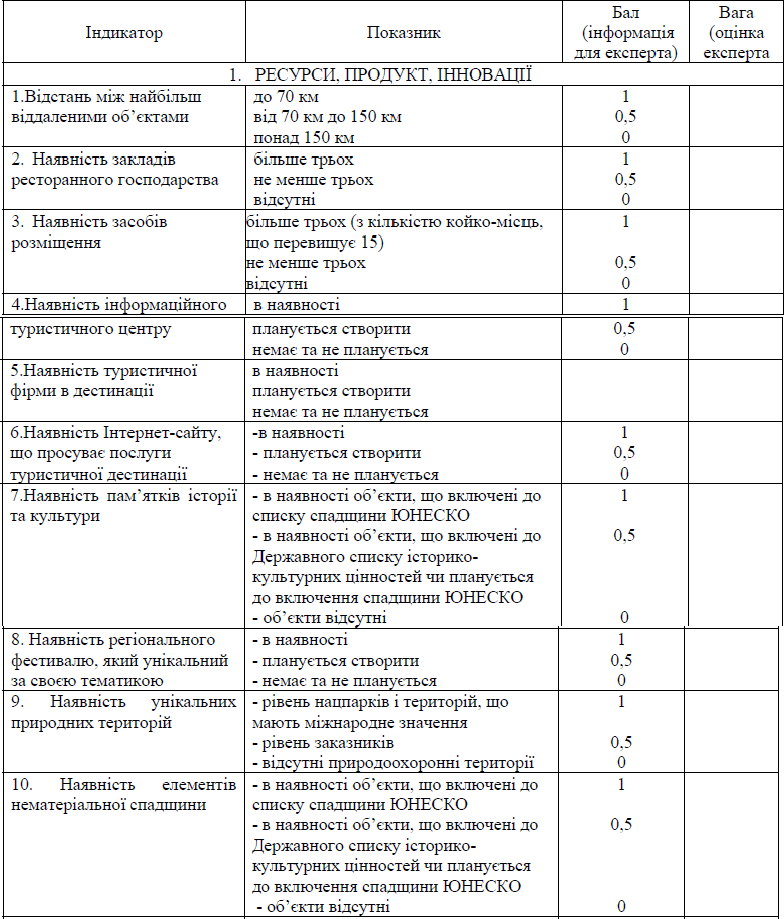 Індикатор Показник Бал (інформація для експерта) Вага (оцінка експерта
1. РЕСУРСИ, ПРОДУКТ, ІННОВАЦІЇ
1.Відстань між найбільш до 70 км 1
віддаленими об’єктами від 70 км до 150 км 0,5
понад 150 км 0
2. Наявність закладів більше трьох 1
ресторанного господарства не менше трьох 0,5
відсутні 0
3. Наявність засобів більше трьох (з кількістю койко-місць, 1
розміщення що перевищує 15)
не менше трьох 0,5
відсутні 0
4.Наявність інформаційного в наявності 1
туристичного центру планується створити 0,5
немає та не планується 0
5.Наявність туристичної в наявності
фірми в дестинації планується створити
немає та не планується
6.Наявність Інтернет-сайту, -в наявності 1
що просуває послуги - планується створити 0,5
туристичної дестинації - немає та не планується 0
7.Наявність пам’ятків історії - в наявності об’єкти, що включені до 1
та культури списку спадщини ЮНЕСКО
- в наявності об’єкти, що включені до 0,5
Державного списку історико-
культурних цінностей чи планується
до включення спадщини ЮНЕСКО
- об’єкти відсутні 0
8. Наявність регіонального - в наявності 1
фестивалю, який унікальний - планується створити 0,5
за своєю тематикою - немає та не планується 0
9. Наявність унікальних - рівень нацпарків і територій, що 1
природних територій мають міжнародне значення
- рівень заказників 0,5
- відсутні природоохоронні території 0
10. Наявність елементів - в наявності об’єкти, що включені до 1
нематеріальної спадщини списку спадщини ЮНЕСКО
- в наявності об’єкти, що включені до 0,5
Державного списку історико-
культурних цінностей чи планується
до включення спадщини ЮНЕСКО
- об’єкти відсутні 0